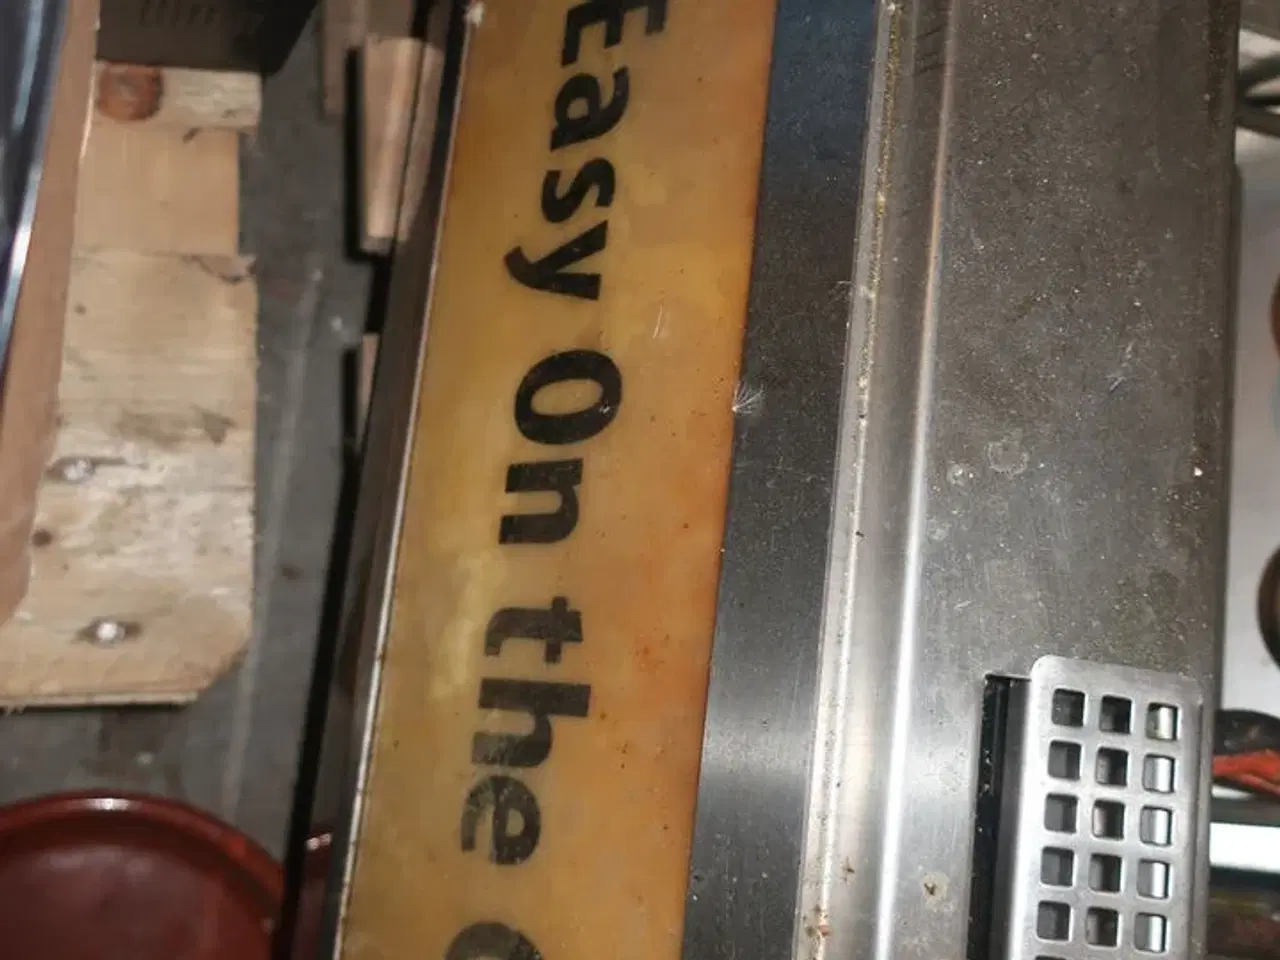 Easy on the